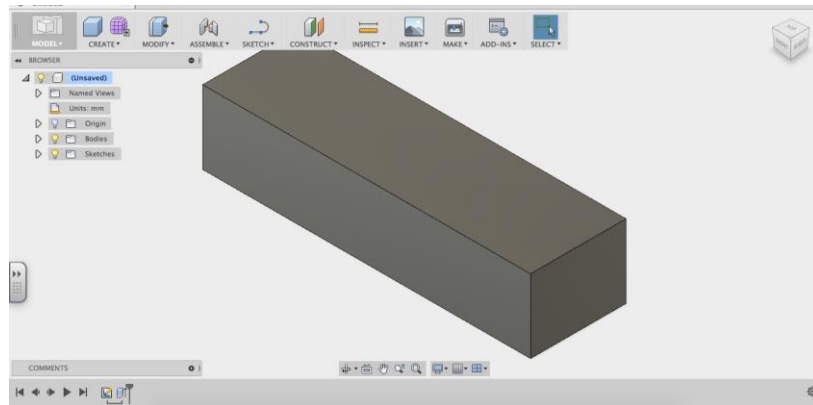 MODEL CREATE MODIFY ASSEMBLE SKETCH CONSTRUCT INSPECT INSERT MAKE ADD-INS SELECT
BROWSER
(Unsaved)
Named Views
Units: mm
Origin
Bodies
Sketches
COMMENTS